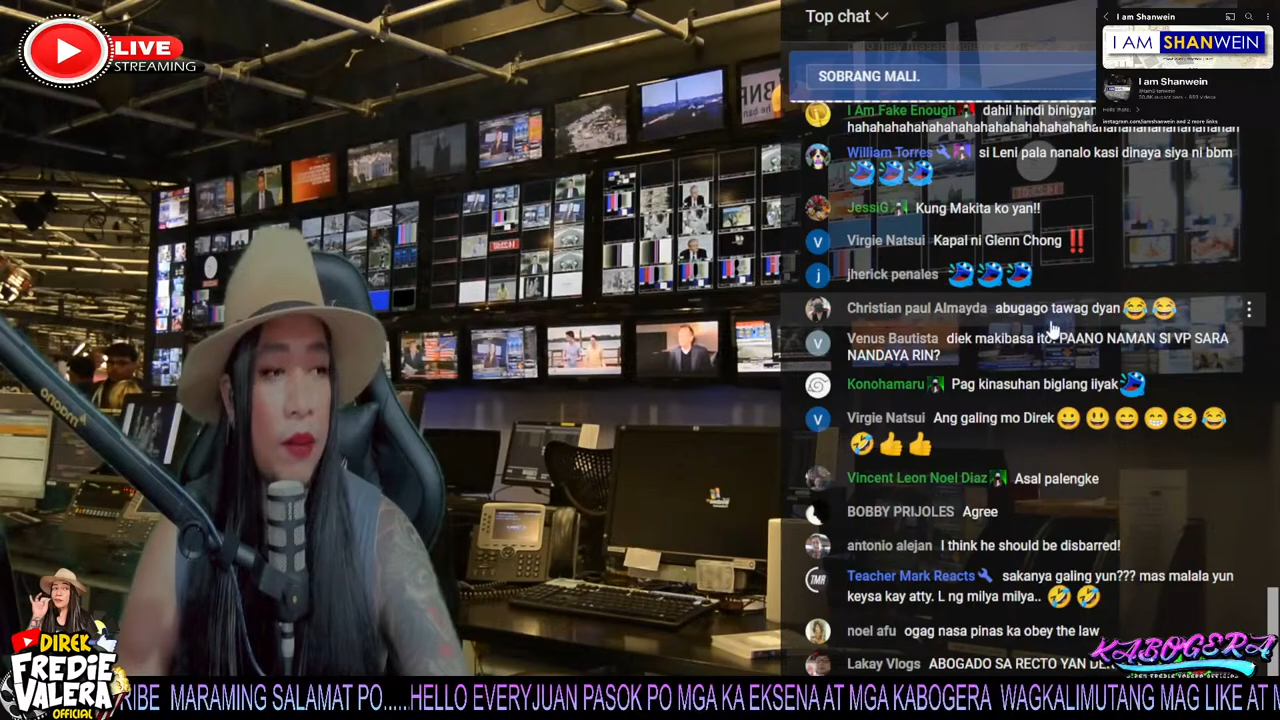 LIVE
STREAMING
Top chat
I am Shanwein
I AM SHANWEIN
I am Shanwein
SOBRANG MALI.
I Am Fake Enough dahil hindi binigyan
hahahahahahahahahahahahahahahahahahahahahahan
William Torres si Leni pala nanalo kasi dinaya siya ni bbm
JessiG Kung Makita ko yan!!
Virgie Natsui Kapal ni Glenn Chong ‼️
jherick penales
Christian paul Almayda abugago tawag dyan 😂😂
Venus Bautista diek makibasa ito: PAANO NAMAN SI VP SARA
NANDAYA RIN?
Konohamaru Pag kinasuhan biglang iiyak
Virgie Natsui Ang galing mo Direk 😀😃😄😁😆😂
🤣👍👍
Vincent Leon Noel Diaz Asal palengke
BOBBY PRIJOLES Agree
antonio alejan I think he should be disbarred!
Teacher Mark Reacts sakanya galing yun??? mas malala yun
keysa kay atty. L ng milya milya.. 🤣🤣
noel afu ogag nasa pinas ka obey the law
Lakay Vlogs ABOGADO SA RECTO YAN
KABOGERA
DIREK
FREDIE
VALERA
OFFICIAL
RIBE MARAMING SALAMAT PO.....HELLO EVERYJUAN PASOK PO MGA KA EKSENA AT MGA KABOGERA WAGKALIMUTANG MAG LIKE AT